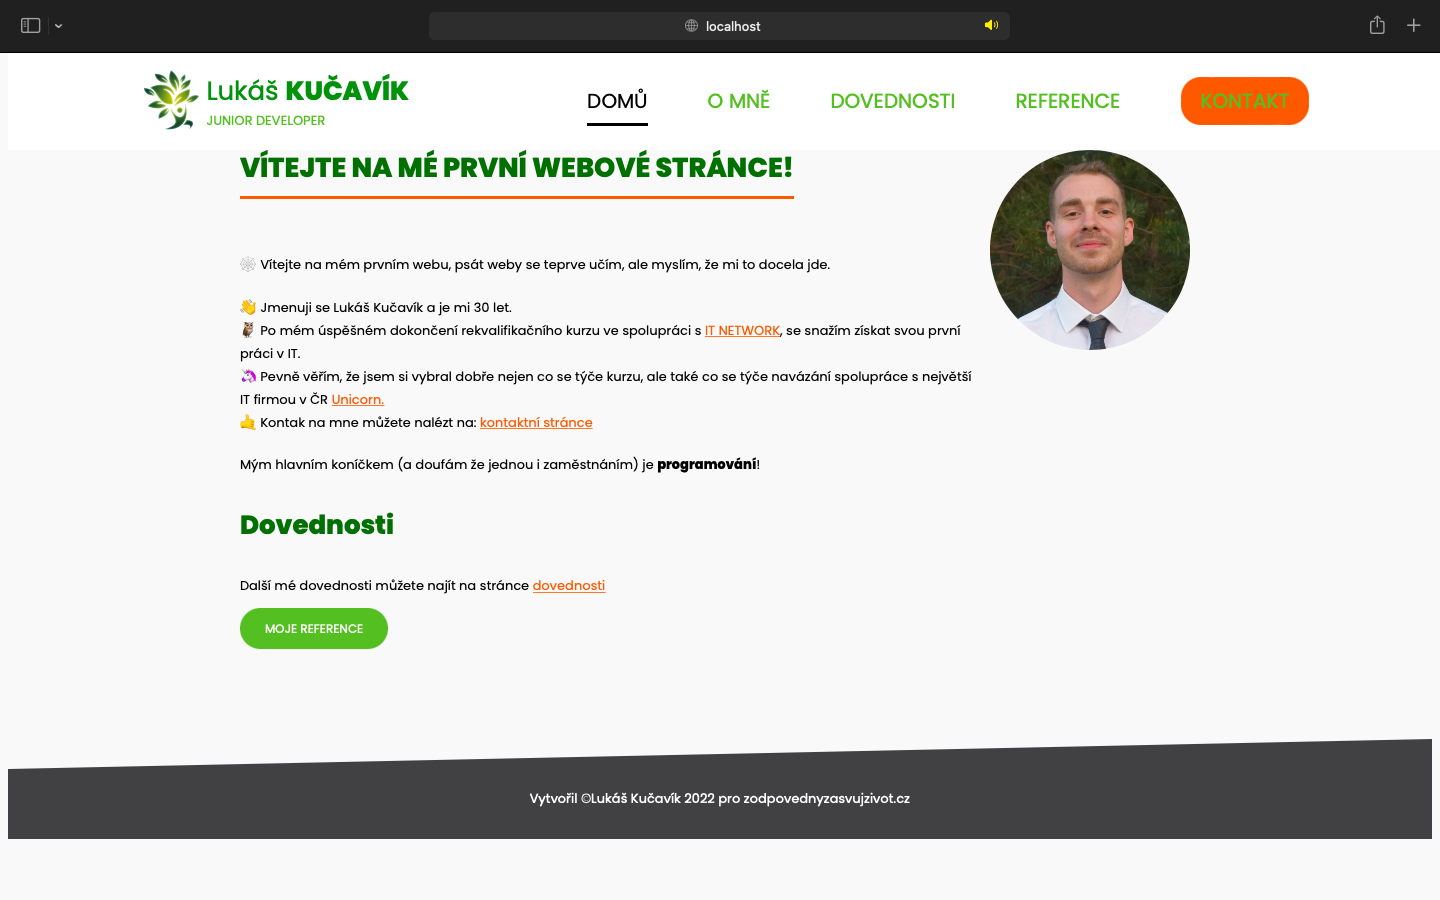 localhost
Lukáš KUČAVÍK
JUNIOR DEVELOPER
DOMŮ
O MNĚ
DOVEDNOSTI
REFERENCE
KONTAKT
VÍTEJTE NA MÉ PRVNÍ WEBOVÉ STRÁNCE!
🕸️ Vítejte na mém prvním webu, psát weby se teprve učím, ale myslím, že mi to docela jde.
👋 Jmenuji se Lukáš Kučavík a je mi 30 let.
🦉 Po mém úspěšném dokončení rekvalifikačního kurzu ve spolupráci s IT NETWORK, se snažím získat svou první
práci v IT.
🦄 Pevně věřím, že jsem si vybral dobře nejen co se týče kurzu, ale také co se týče navázání spolupráce s největší
IT firmou v ČR Unicorn.
🤙 Kontak na mne můžete nalézt na: kontaktní stránce
Mým hlavním koníčkem (a doufám že jednou i zaměstnáním) je programování!
Dovednosti
Další mé dovednosti můžete najít na stránce dovednosti
MOJE REFERENCE
Vytvořil ©Lukáš Kučavík 2022 pro zodpovednyzasvujzivot.cz